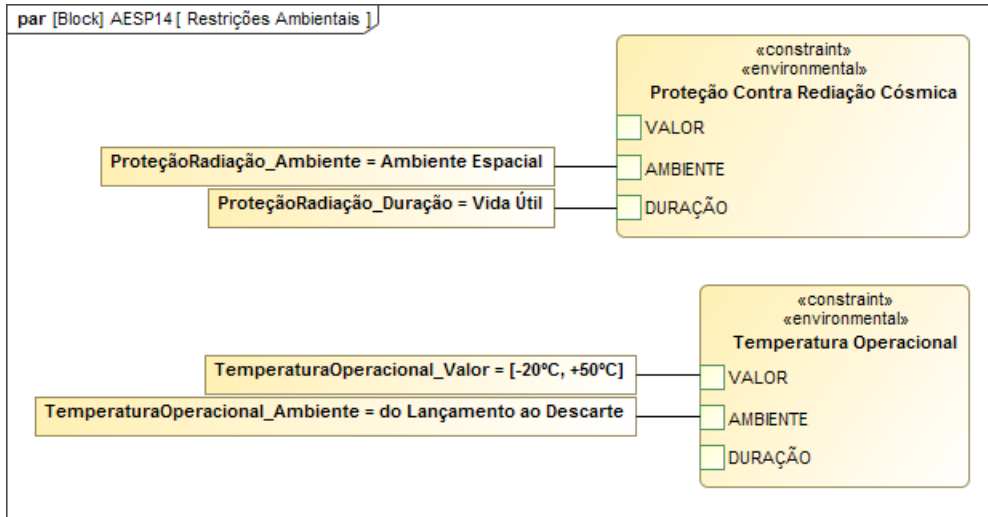 par [Block] AESP14 [ Restrições Ambientais ]
«constraint»
«environmental»
Proteção Contra Rediação Cósmica
VALOR
ProteçãoRadiação_Ambiente = Ambiente Espacial
AMBIENTE
ProteçãoRadiação_Duração = Vida Útil
DURAÇÃO
«constraint»
«environmental»
Temperatura Operacional
TemperaturaOperacional_Valor = [-20ºC, +50ºC]
VALOR
TemperaturaOperacional_Ambiente = do Lançamento ao Descarte
AMBIENTE
DURAÇÃO